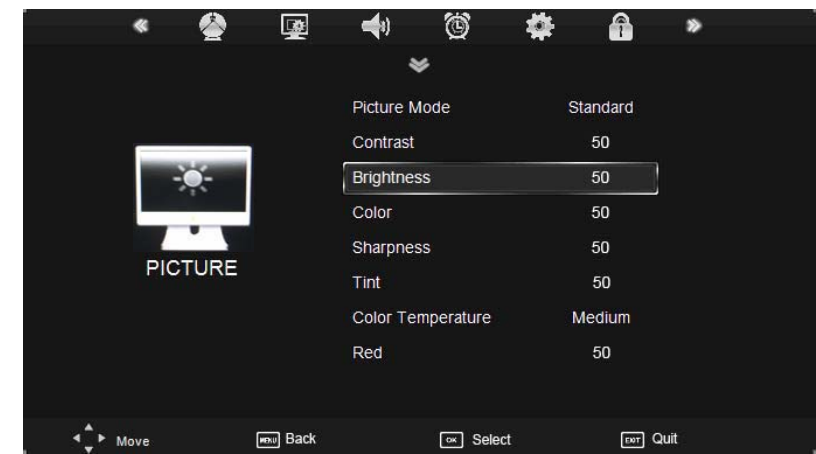 Picture Mode Standard
Contrast 50
Brightness 50
Color 50
Sharpness 50
PICTURE
Tint 50
Color Temperature Medium
Red 50
Move MENU Back OK Select EXIT Quit